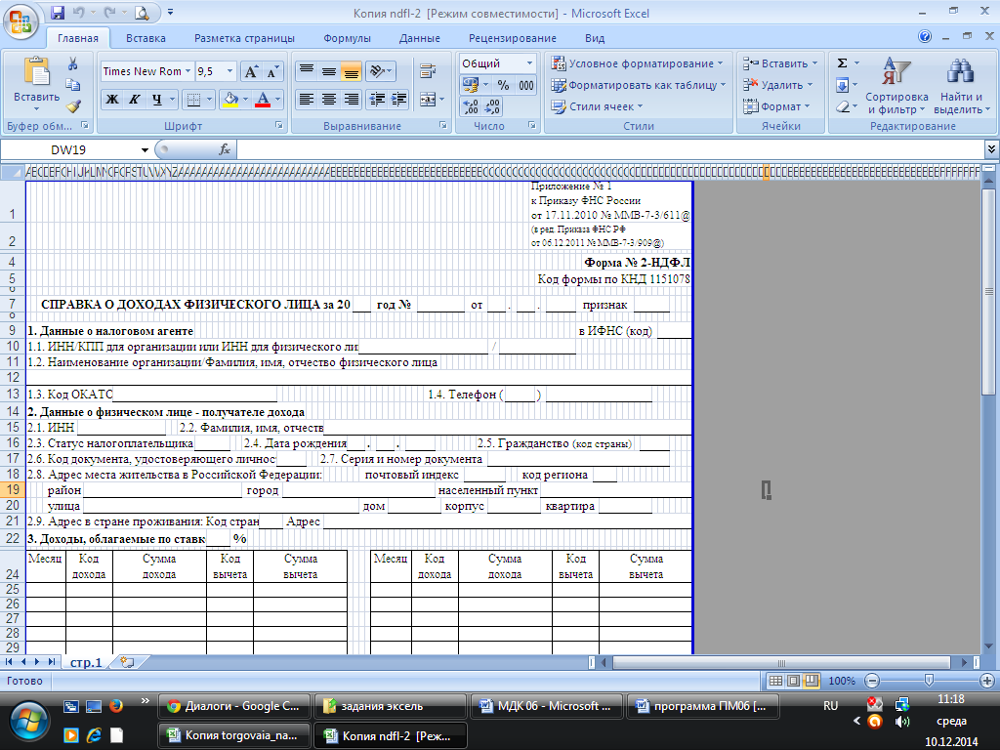 Копия ndfl-2 [Режим совместимости] - Microsoft Excel
Главная Вставка Разметка страницы Формулы Данные Рецензирование Вид
Вставить
Times New Rom 9,5
Ж К Ч
Общий
% 000
Условное форматирование
Форматировать как таблицу
Стили ячеек
Вставить
Удалить
Формат
Σ
Сортировка и фильтр
Найти и выделить
Буфер обм... Шрифт Выравнивание Число Стили Ячейки Редактирование
DW19 fx
1 Приложение № 1
к Приказу ФНС России
от 17.11.2010 № ММВ-7-3/611@
2 (в ред. Приказа ФНС РФ
от 06.12.2011 № ММВ-7-3/909@)
4 Форма № 2-НДФЛ
5 Код формы по КНД 1151078
6
7 СПРАВКА О ДОХОДАХ ФИЗИЧЕСКОГО ЛИЦА за 20 год № от . . признак
8
9 1. Данные о налоговом агенте в ИФНС (код)
10 1.1. ИНН/КПП для организации или ИНН для физического ли /
11 1.2. Наименование организации/Фамилия, имя, отчество физического лица
12
13 1.3. Код ОКАТО 1.4. Телефон ( )
14 2. Данные о физическом лице - получателе дохода
15 2.1. ИНН 2.2. Фамилия, имя, отчеств
16 2.3. Статус налогоплательщика 2.4. Дата рождения . . 2.5. Гражданство (код страны)
17 2.6. Код документа, удостоверяющего личнос 2.7. Серия и номер документа
18 2.8. Адрес места жительства в Российской Федерации: почтовый индекс код региона
19 район город населенный пункт
20 улица дом корпус квартира
21 2.9. Адрес в стране проживания: Код стран Адрес
22 3. Доходы, облагаемые по ставк %
24 Месяц Код дохода Сумма дохода Код вычета Сумма вычета Месяц Код дохода Сумма дохода Код вычета Сумма вычета
25
26
27
28
29
стр.1
Готово 100%
Диалоги - Google C... задания эксель МДК 06 - Microsoft ... программа ПМ06 [... RU 11:18
среда
Копия torgovaia_na... Копия ndfl-2 [Реж... 10.12.2014